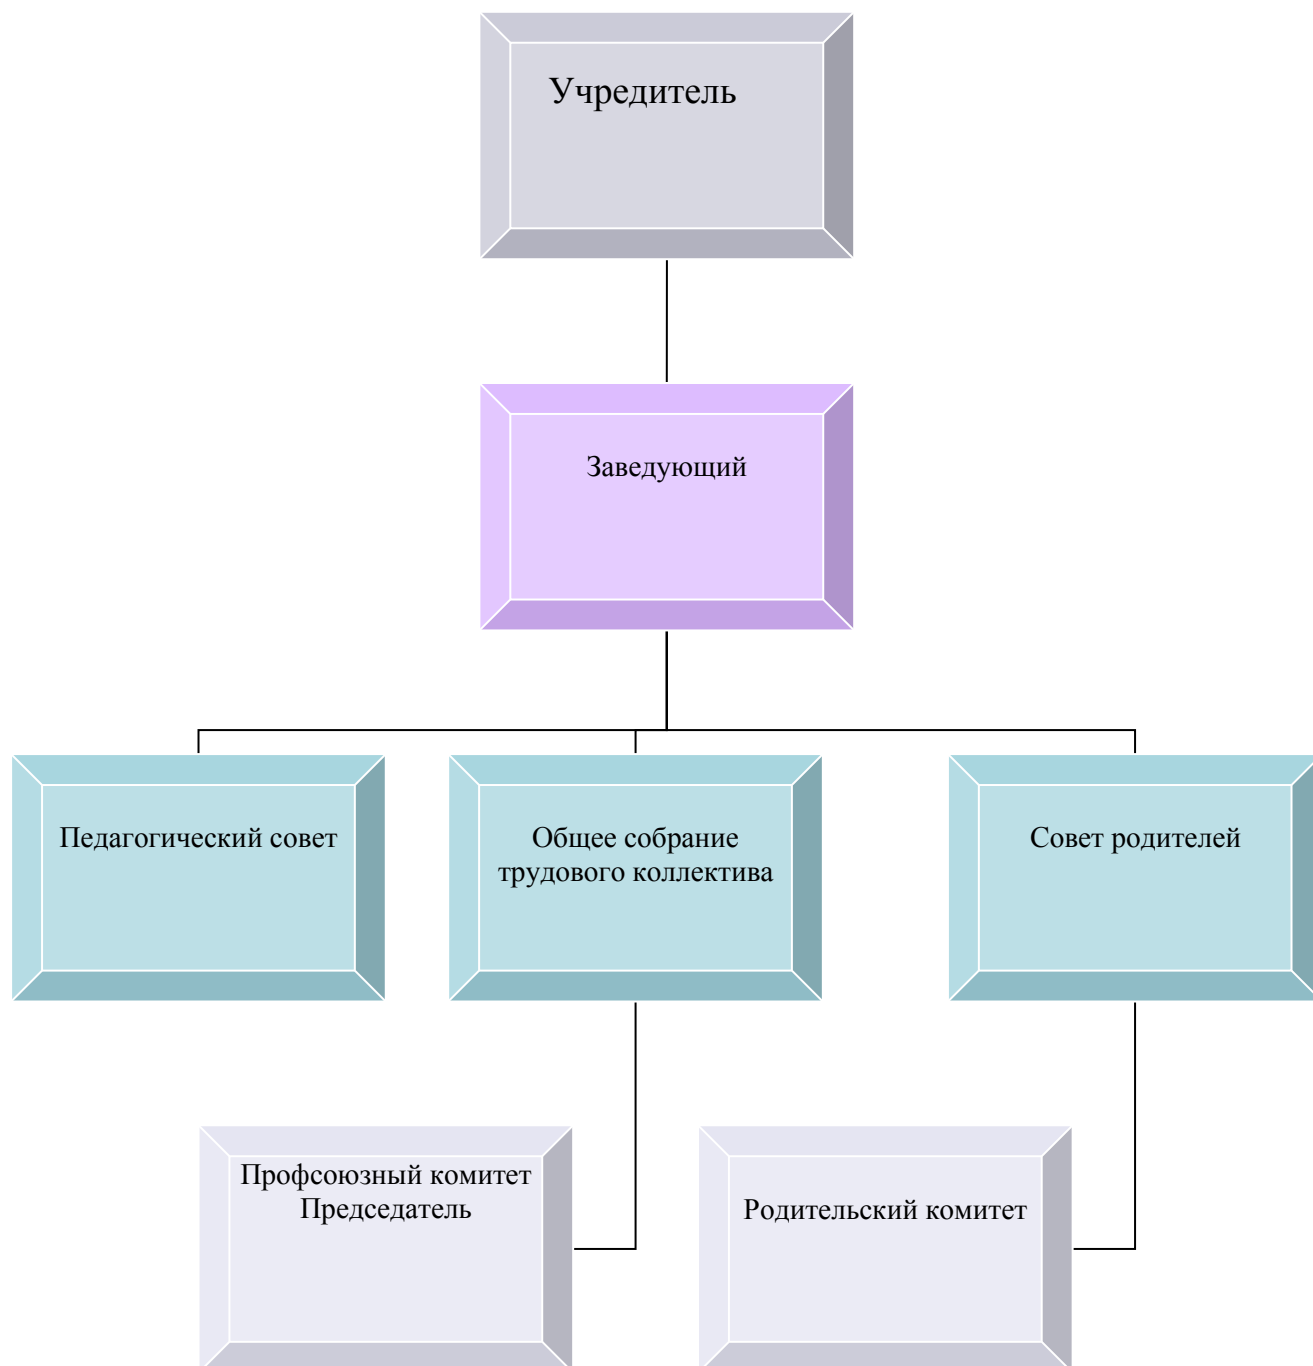 Учредитель
Заведующий
Педагогический совет
Общее собрание
трудового коллектива
Совет родителей
Профсоюзный комитет
Председатель
Родительский комитет